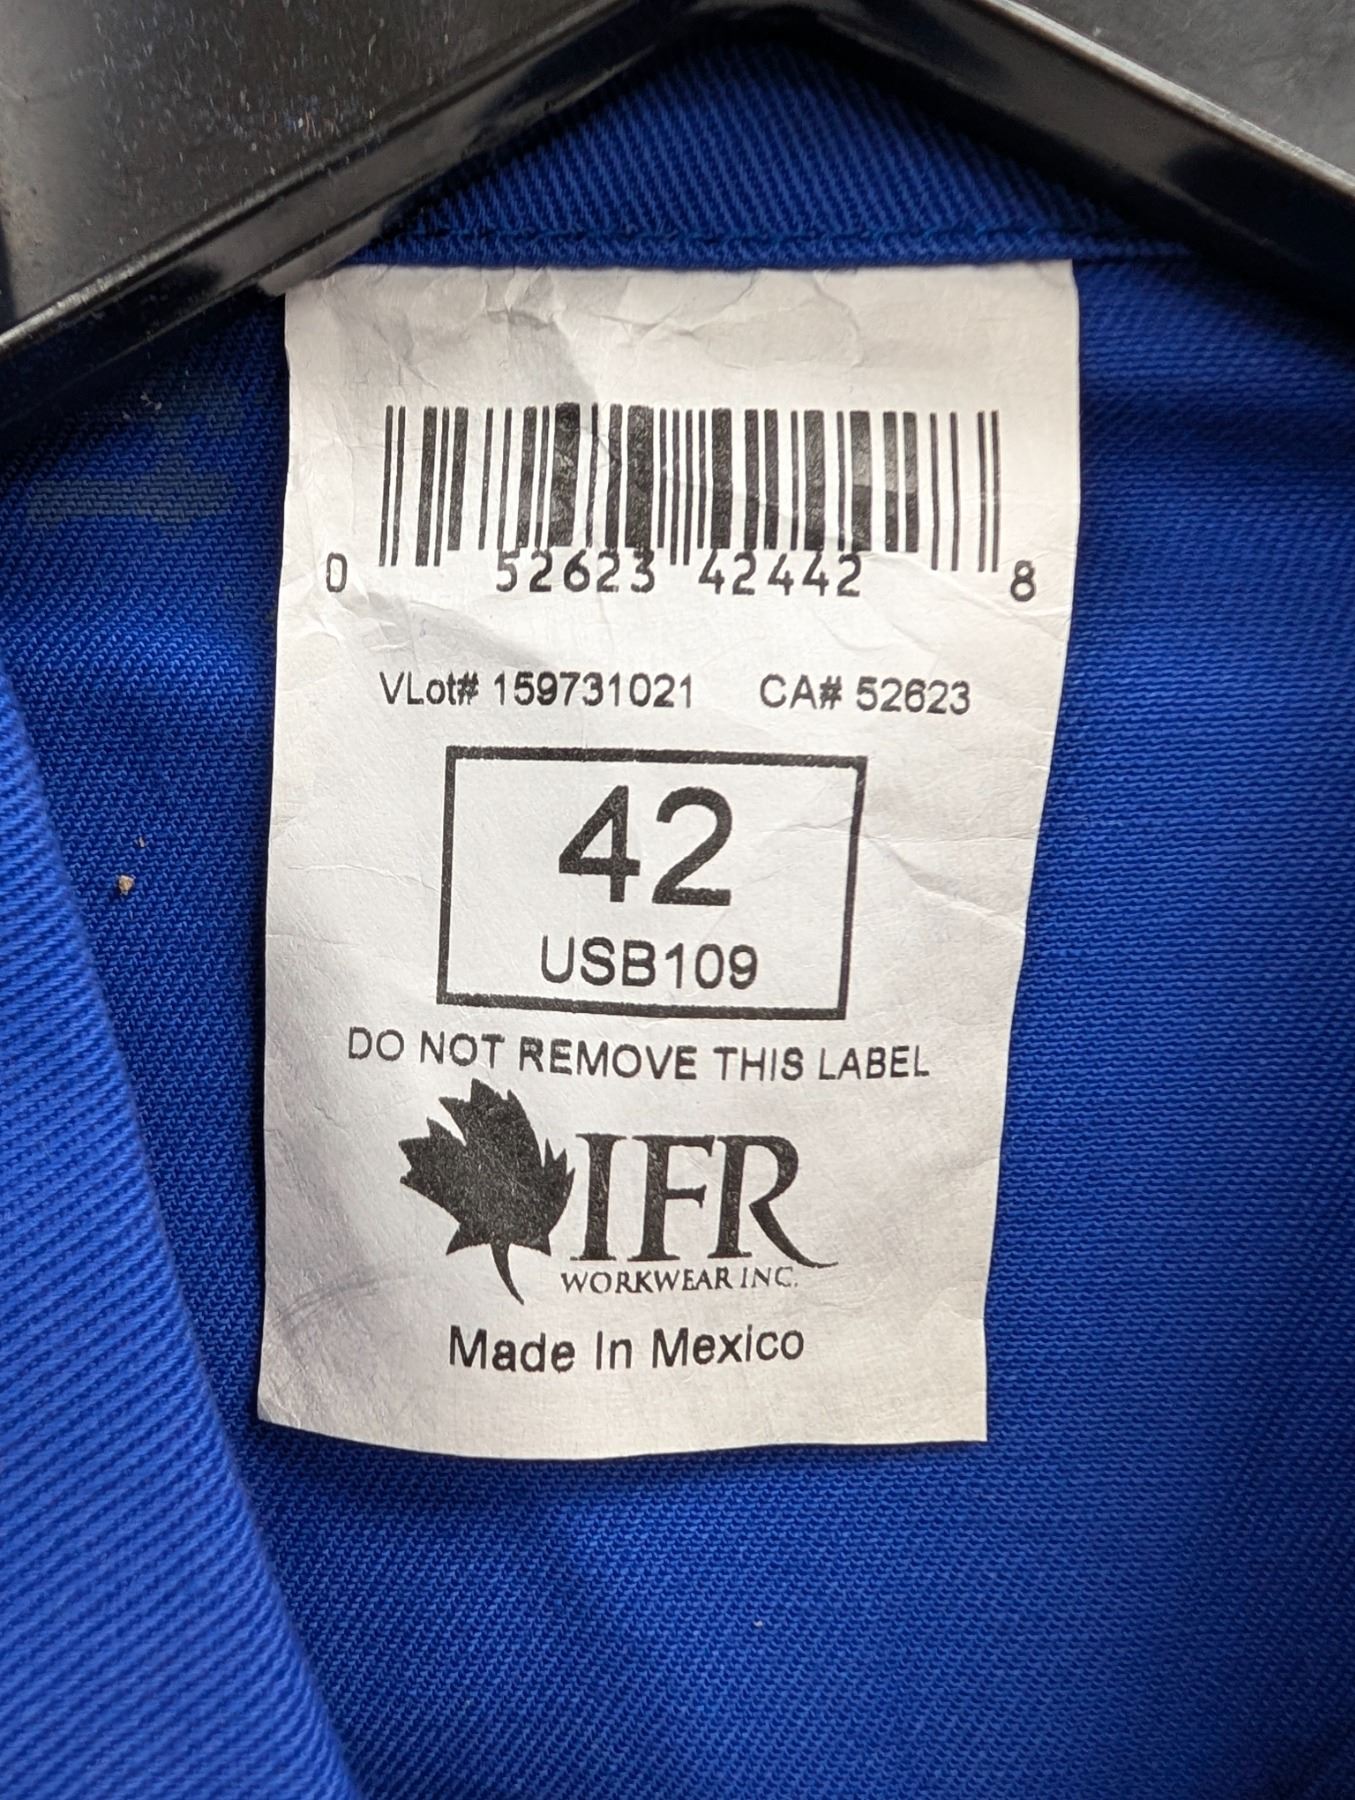 0 52623 42442 8
VLot# 159731021 CA# 52623
42
USB109
DO NOT REMOVE THIS LABEL
IFR
WORKWEAR INC.
Made In Mexico